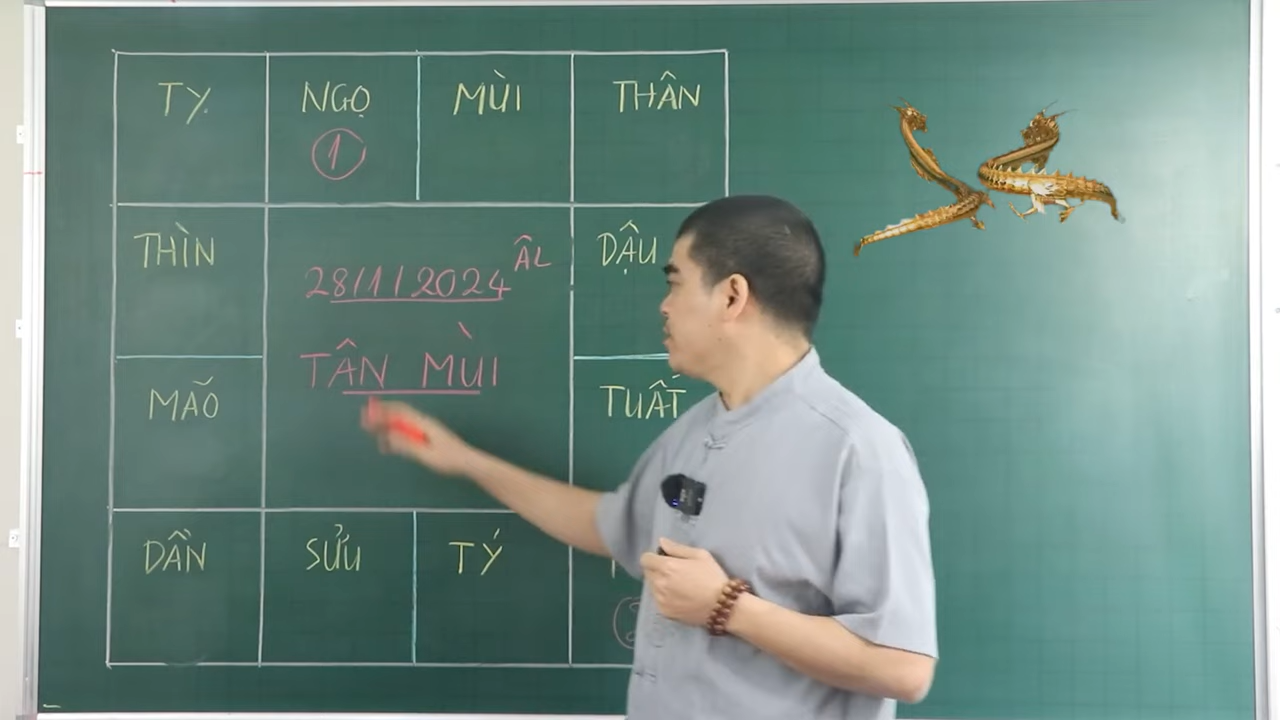 TỴ NGỌ MÙI THÂN
1
THÌN
28/1/2024 ÂL
DẬU
TÂN MÙI
MÃO
TUẤT
DẦN SỬU TÝ